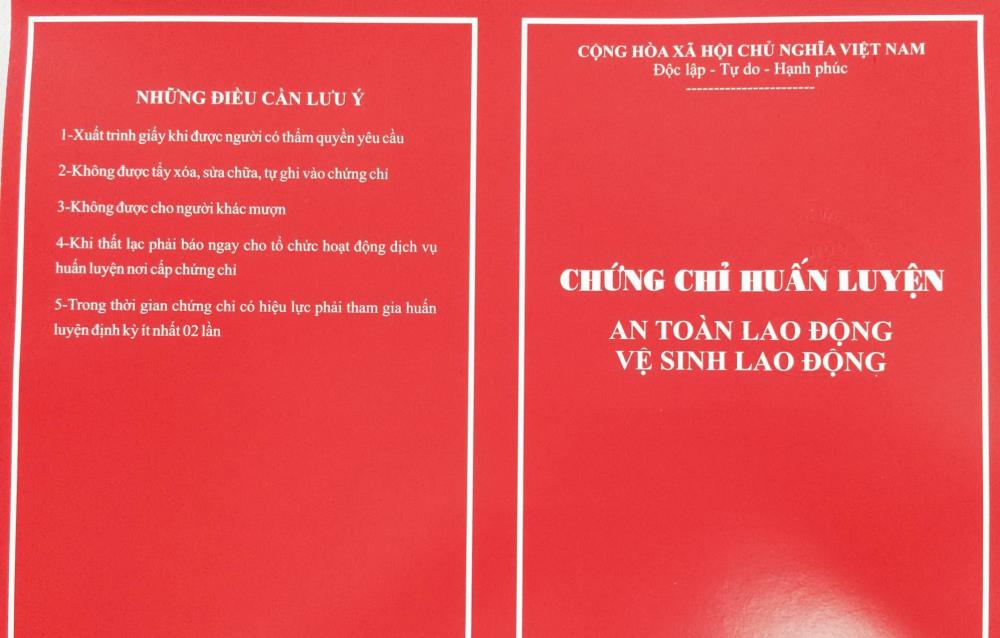 NHỮNG ĐIỀU CẦN LƯU Ý
1-Xuất trình giấy khi được người có thẩm quyền yêu cầu
2-Không được tẩy xóa, sửa chữa, tự ghi vào chứng chỉ
3-Không được cho người khác mượn
4-Khi thất lạc phải báo ngay cho tổ chức hoạt động dịch vụ
huấn luyện nơi cấp chứng chỉ
5-Trong thời gian chứng chỉ có hiệu lực phải tham gia huấn
luyện định kỳ ít nhất 02 lần
CỘNG HÒA XÃ HỘI CHỦ NGHĨA VIỆT NAM
Độc lập - Tự do - Hạnh phúc
-----------------------
CHỨNG CHỈ HUẤN LUYỆN
AN TOÀN LAO ĐỘNG
VỆ SINH LAO ĐỘNG